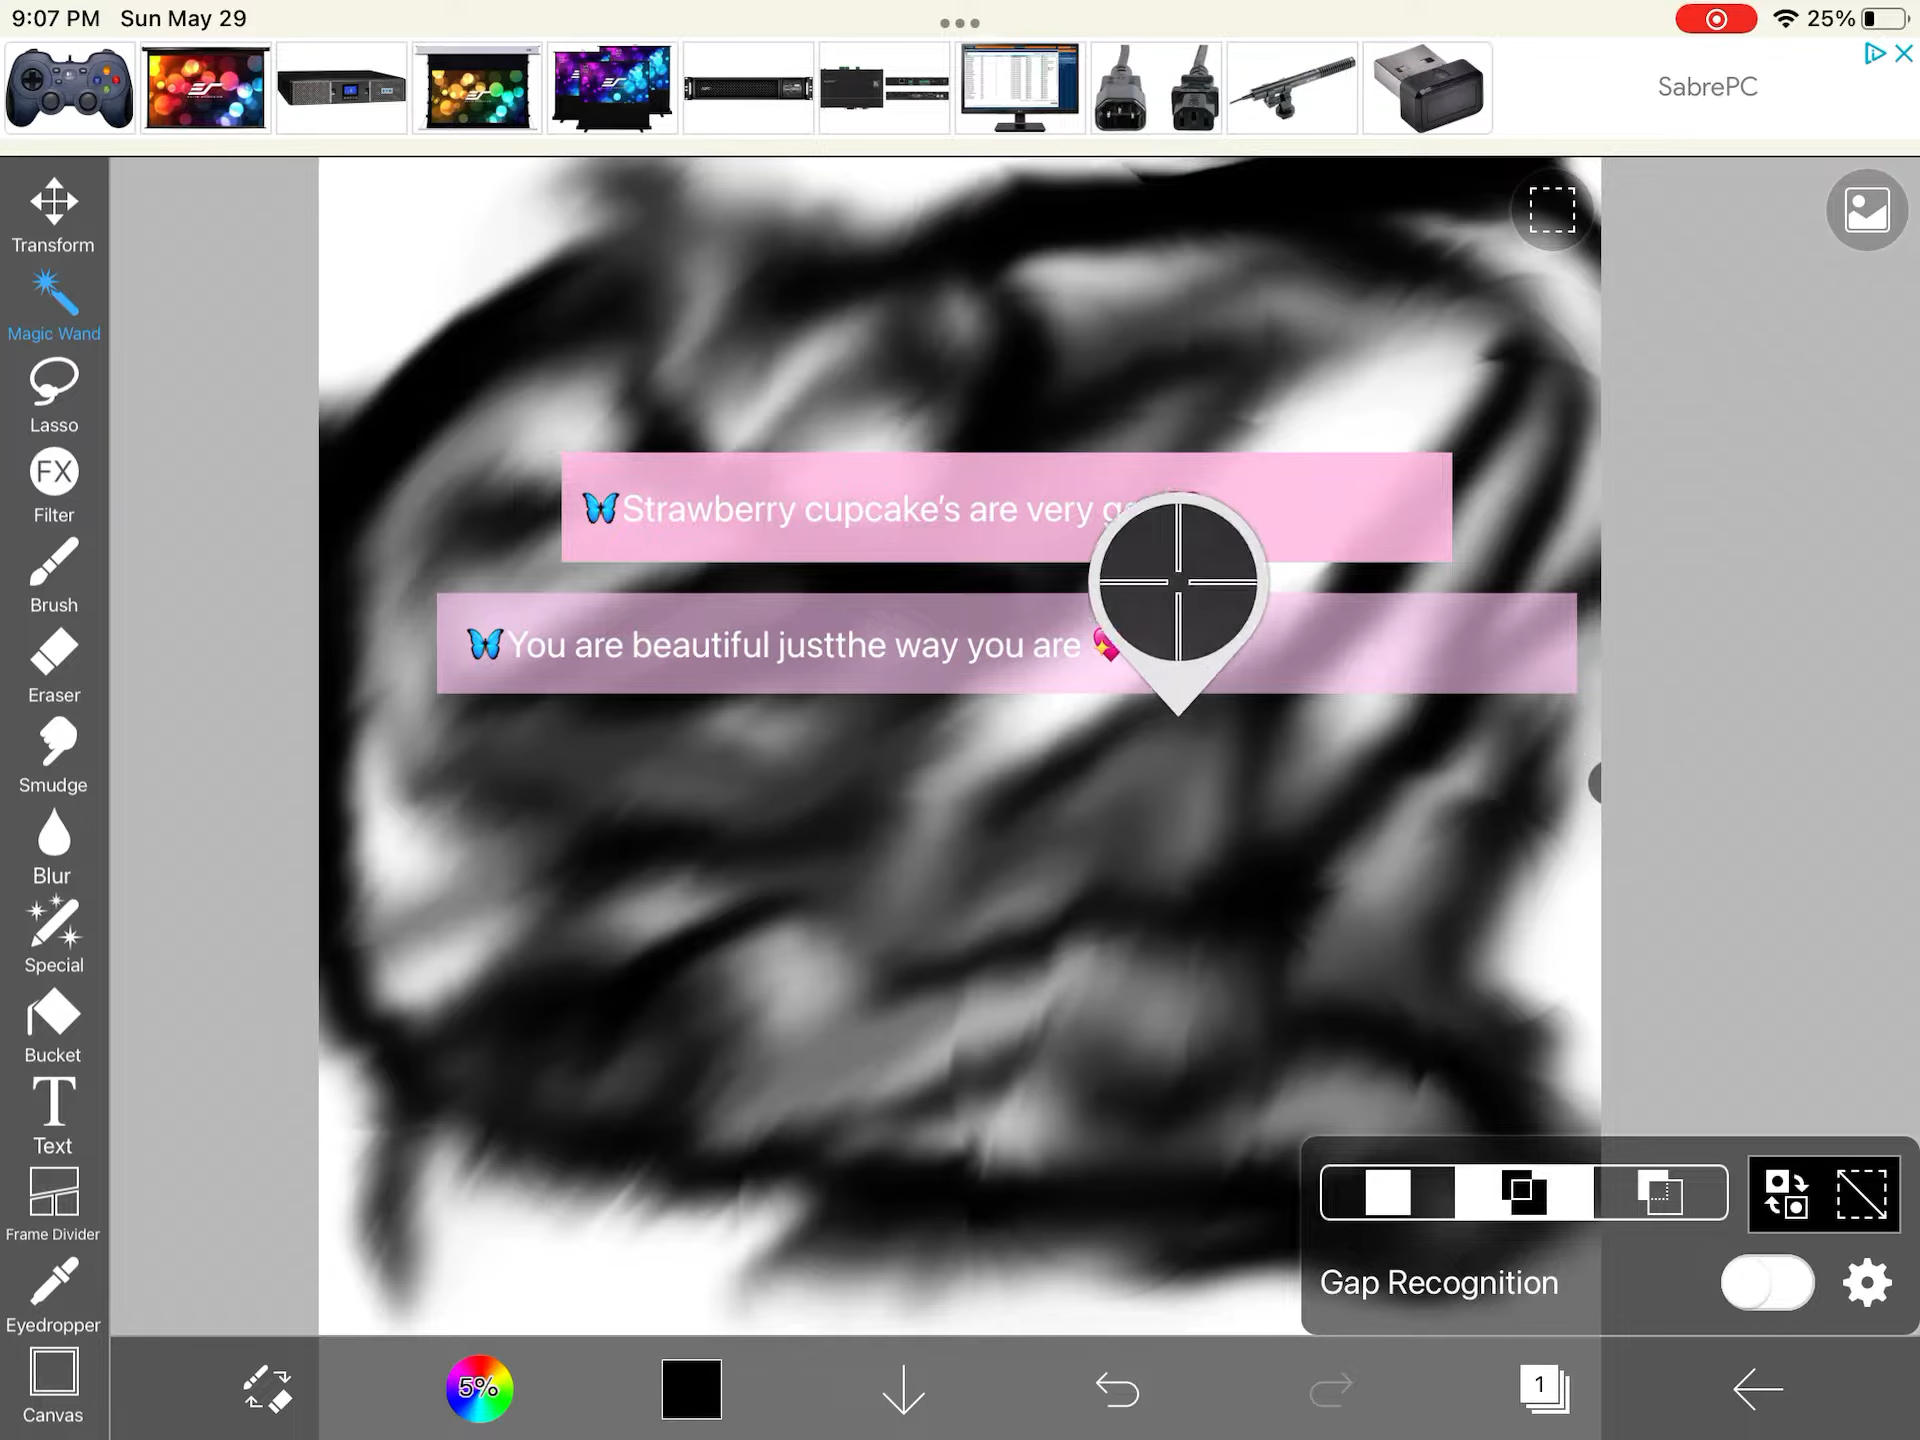 9:07 PM Sun May 29
25%
SabrePC
Transform
Magic Wand
Lasso
FX
Filter
🦋Strawberry cupcake’s are very
Brush
🦋You are beautiful justthe way you are 💖
Eraser
Smudge
Blur
Special
Bucket
T
Text
Frame Divider
Gap Recognition
Eyedropper
5%
1
Canvas